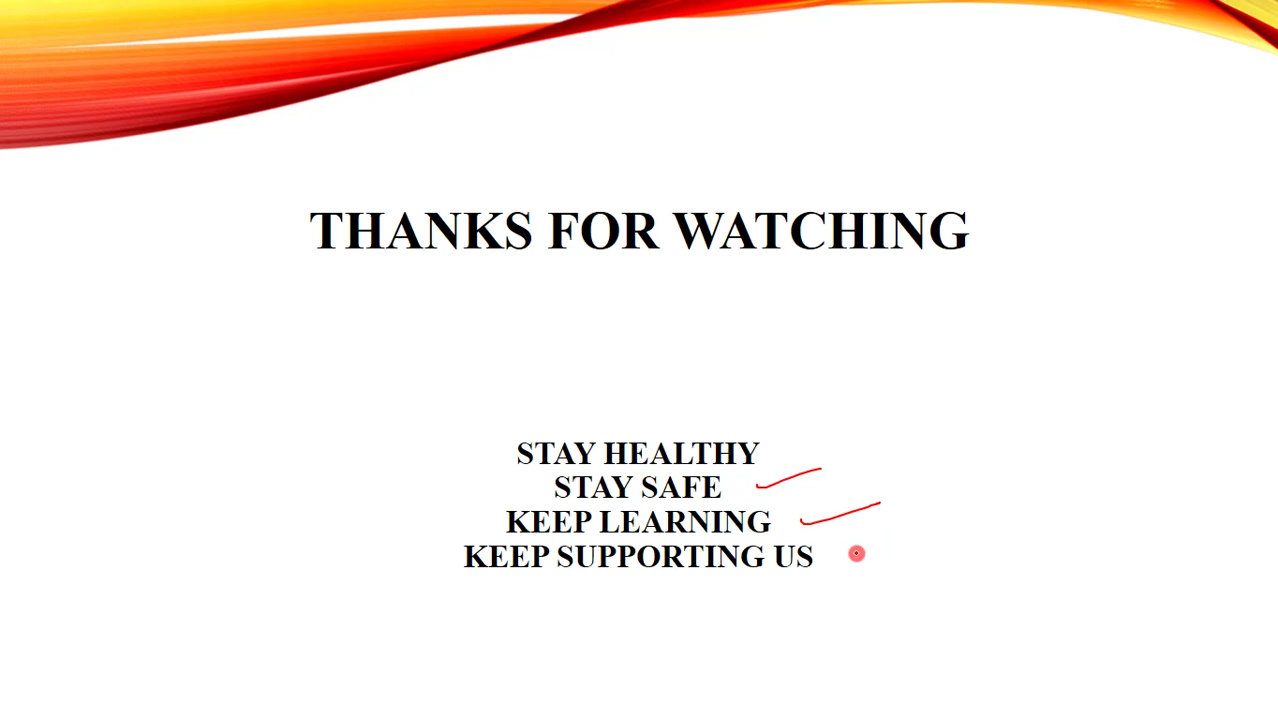 THANKS FOR WATCHING
STAY HEALTHY
STAY SAFE
KEEP LEARNING
KEEP SUPPORTING US